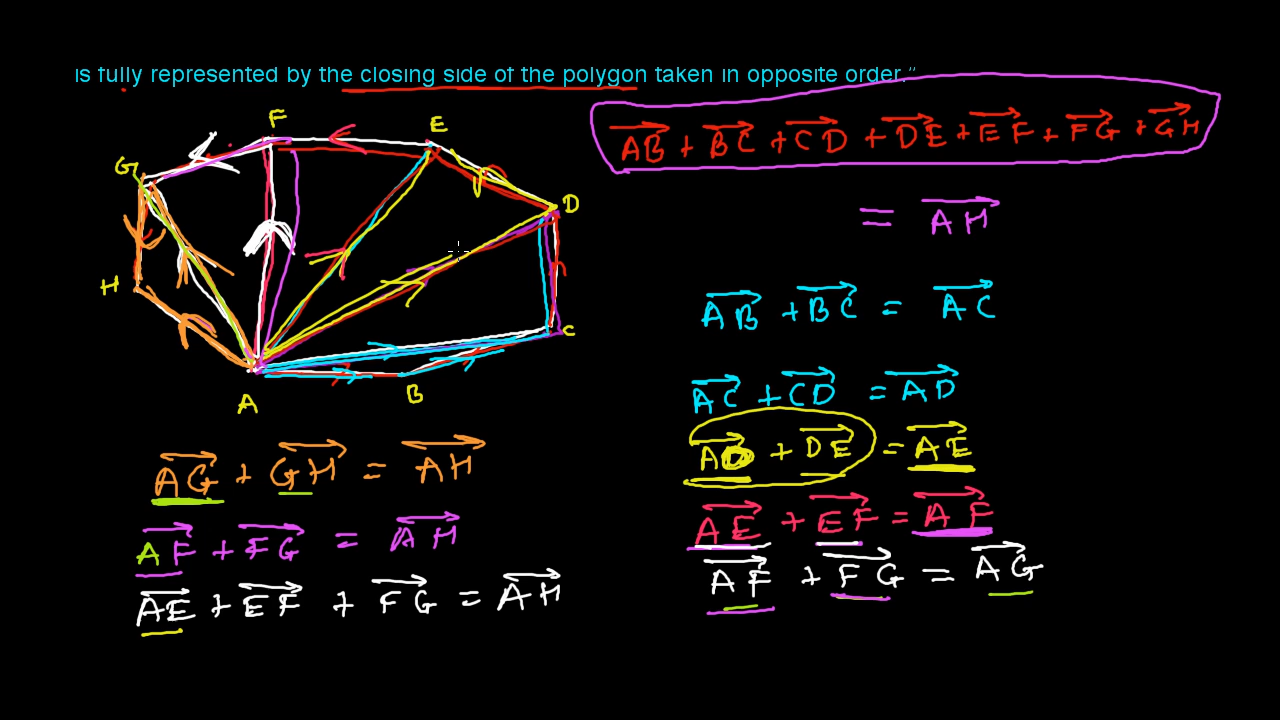 is fully represented by the closing side of the polygon taken in opposite order."
F
E
G
D
H
C
A
B
AB + BC + CD + DE + EF + FG + GH
= AH
AB + BC = AC
AC + CD = AD
AD + DE = AE
AE + EF = AF
AF + FG = AG
AG + GH = AH
AF + FG = AH
AE + EF + FG = AH